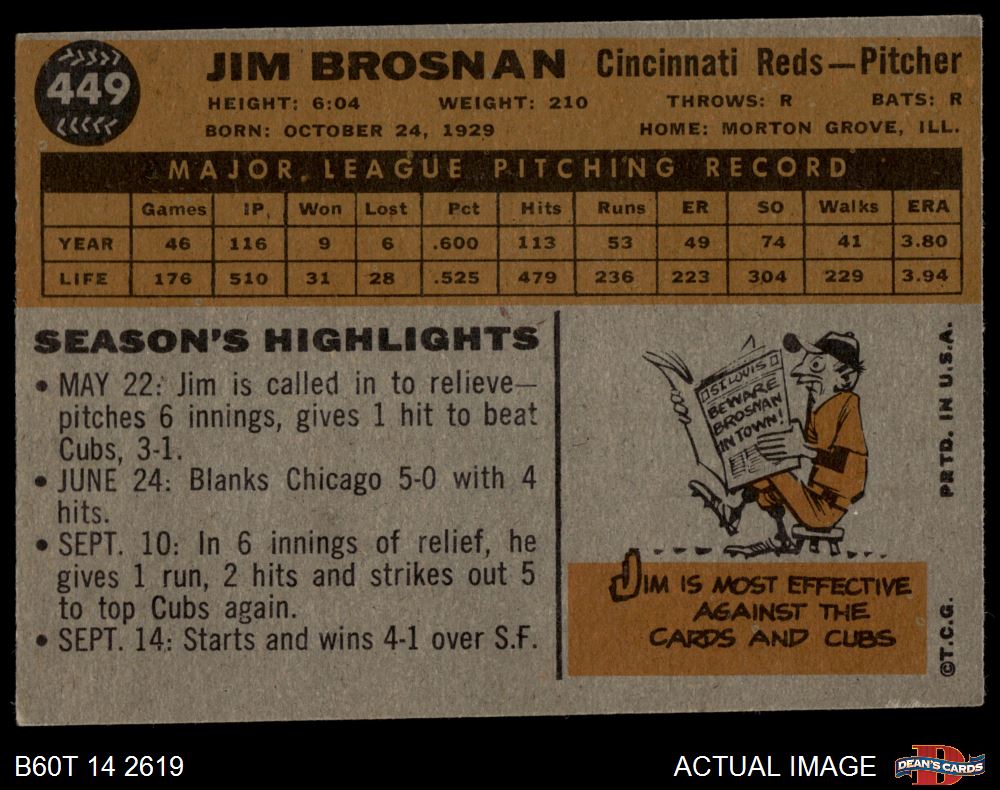 449
JIM BROSNAN Cincinnati Reds—Pitcher
HEIGHT: 6:04 WEIGHT: 210 THROWS: R BATS: R
BORN: OCTOBER 24, 1929 HOME: MORTON GROVE, ILL.
MAJOR LEAGUE PITCHING RECORD
Games IP Won Lost Pct Hits Runs ER SO Walks ERA
YEAR 46 116 9 6 .600 113 53 49 74 41 3.80
LIFE 176 510 31 28 .525 479 236 223 304 229 3.94
SEASON'S HIGHLIGHTS
• MAY 22: Jim is called in to relieve—
pitches 6 innings, gives 1 hit to beat
Cubs, 3-1.
• JUNE 24: Blanks Chicago 5-0 with 4
hits.
• SEPT. 10: In 6 innings of relief, he
gives 1 run, 2 hits and strikes out 5
to top Cubs again.
• SEPT. 14: Starts and wins 4-1 over S.F.
ST. LOUIS
BEWARE
BROSNAN
IN TOWN!
JIM IS MOST EFFECTIVE
AGAINST THE
CARDS AND CUBS
PRTD. IN U.S.A.
©T.C.G.
B60T 14 2619
ACTUAL IMAGE
DEAN'S CARDS